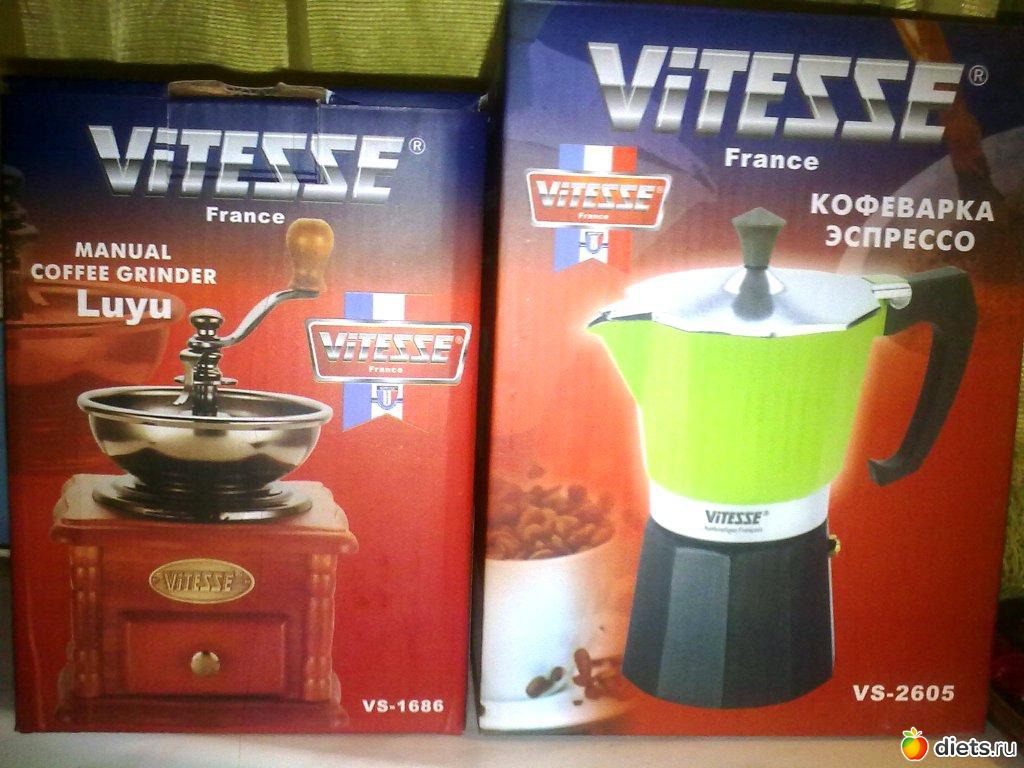 ViTESSE®
France
MANUAL
COFFEE GRINDER
Luyu
ViTESSE®
France
ViTESSE
VS-1686
ViTESSE®
France
ViTESSE®
France
КОФЕВАРКА
ЭСПРЕССО
ViTESSE®
VS-2605
diets.ru